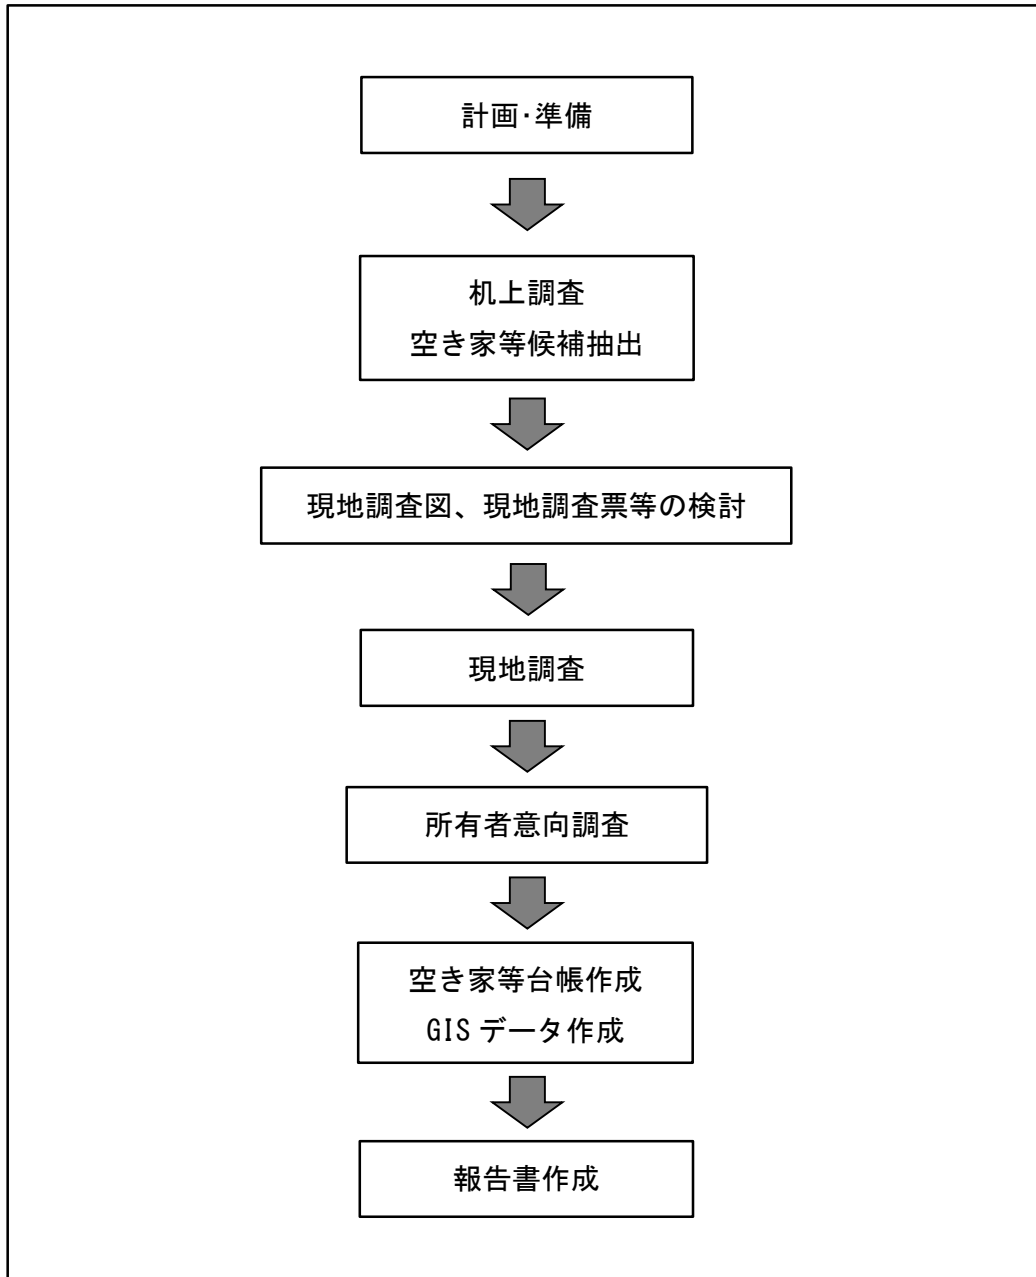 計画･準備
机上調査
空き家等候補抽出
現地調査図、現地調査票等の検討
現地調査
所有者意向調査
空き家等台帳作成
GIS データ作成
報告書作成